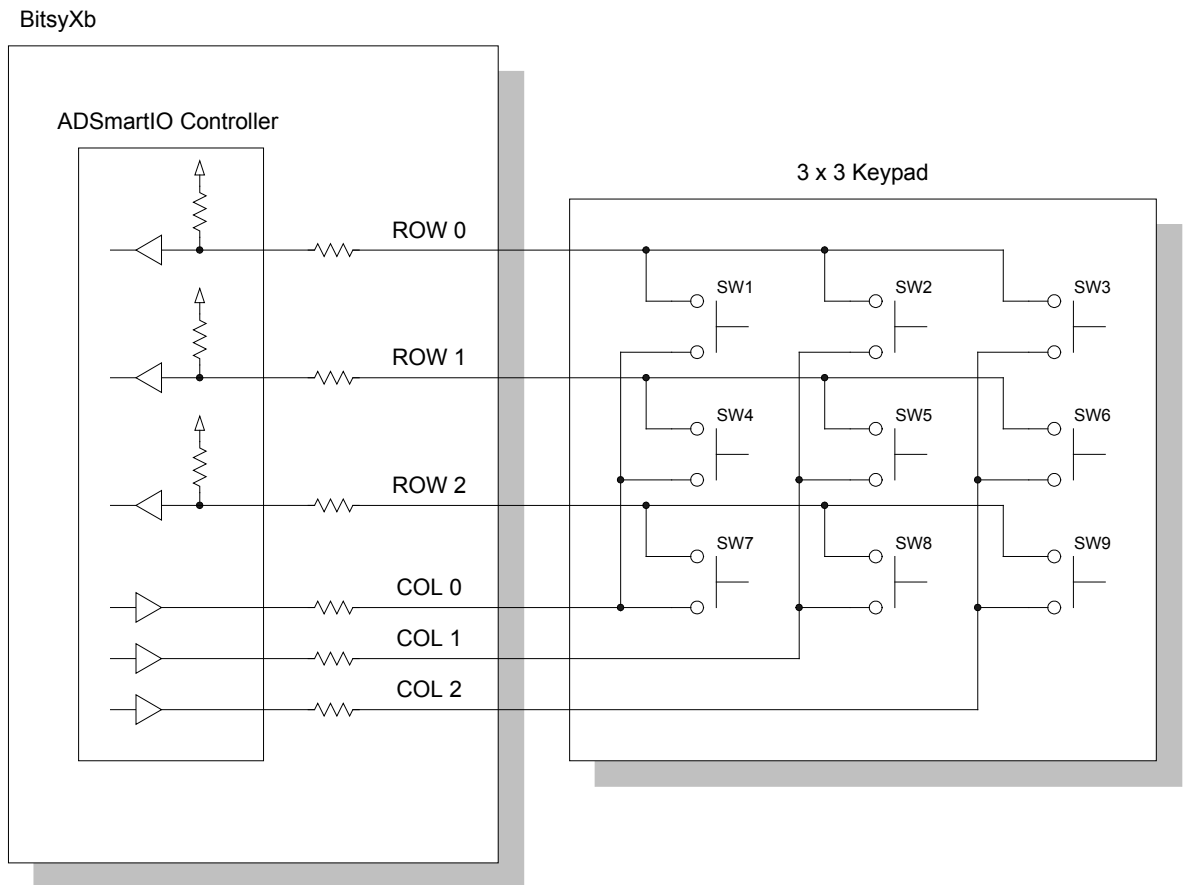 BitsyXb
ADSmartIO Controller
3 x 3 Keypad
ROW 0
SW1
SW2
SW3
ROW 1
SW4
SW5
SW6
ROW 2
SW7
SW8
SW9
COL 0
COL 1
COL 2